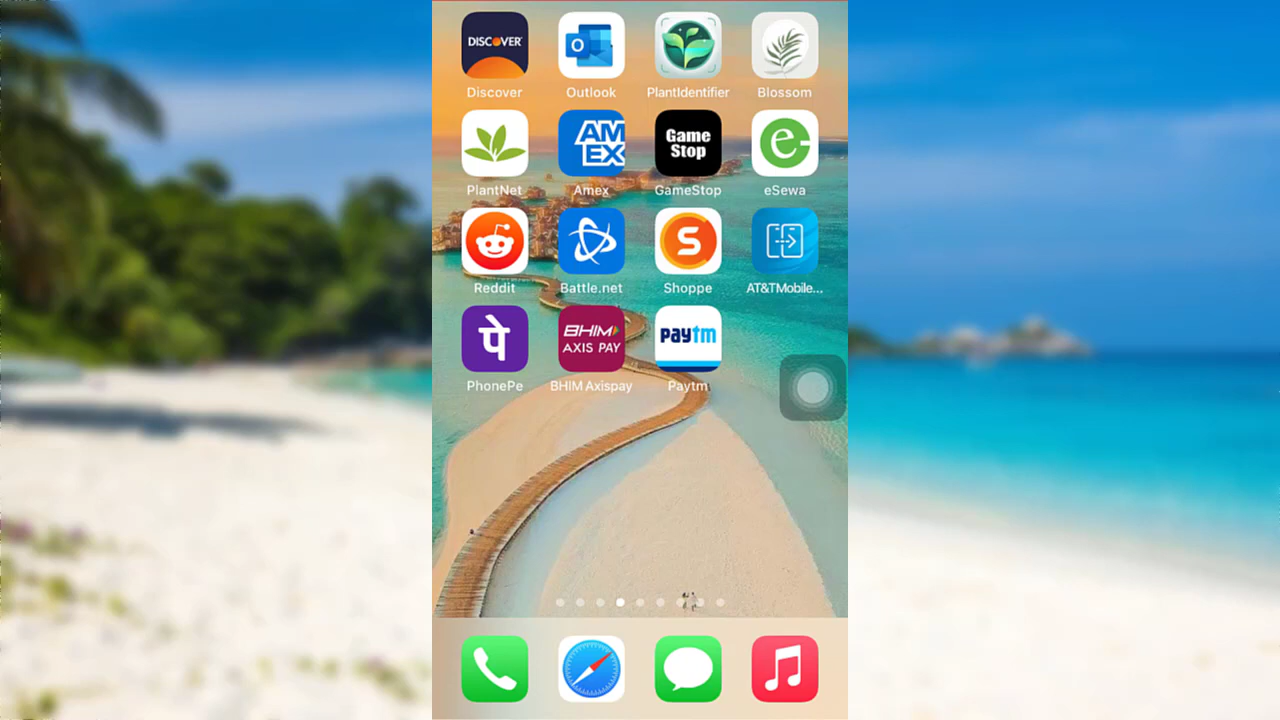 DISCOVER
Discover
Outlook
PlantIdentifier
Blossom
PlantNet
AM
EX
Amex
Game
Stop
GameStop
e
eSewa
Reddit
Battle.net
S
Shoppe
AT&TMobile...
पे
PhonePe
BHIM
AXIS PAY
BHIM Axispay
paytm
Paytm